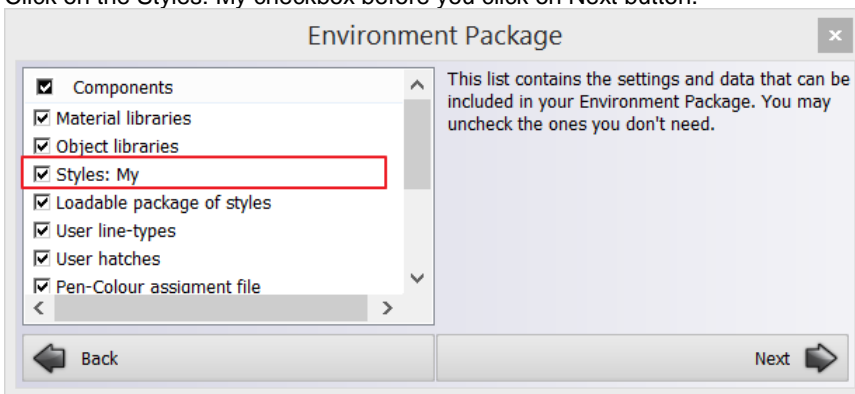 Click on the Styles: My checkbox before you click on Next button.
Environment Package
Components
Material libraries
Object libraries
Styles: My
Loadable package of styles
User line-types
User hatches
Pen-Colour assigment file
This list contains the settings and data that can be
included in your Environment Package. You may
uncheck the ones you don't need.
Back
Next